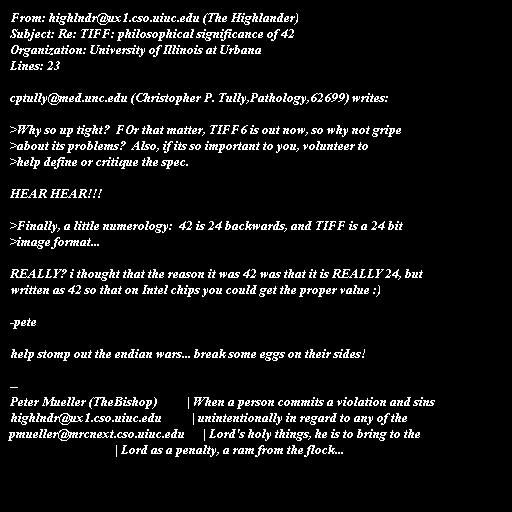 From: highlndr@ux1.cso.uiuc.edu (The Highlander)
Subject: Re: TIFF: philosophical significance of 42
Organization: University of Illinois at Urbana
Lines: 23
cptully@med.unc.edu (Christopher P. Tully,Pathology,62699) writes:
>Why so up tight?  FOr that matter, TIFF6 is out now, so why not gripe
>about its problems?  Also, if its so important to you, volunteer to
>help define or critique the spec.
HEAR HEAR!!!
>Finally, a little numerology:  42 is 24 backwards, and TIFF is a 24 bit
>image format...
REALLY? i thought that the reason it was 42 was that it is REALLY 24, but
written as 42 so that on Intel chips you could get the proper value :)
-pete
help stomp out the endian wars... break some eggs on their sides!
--
Peter Mueller (TheBishop)         | When a person commits a violation and sins
highlndr@ux1.cso.uiuc.edu         | unintentionally in regard to any of the
pmueller@mrcnext.cso.uiuc.edu     | Lord's holy things, he is to bring to the
| Lord as a penalty, a ram from the flock...